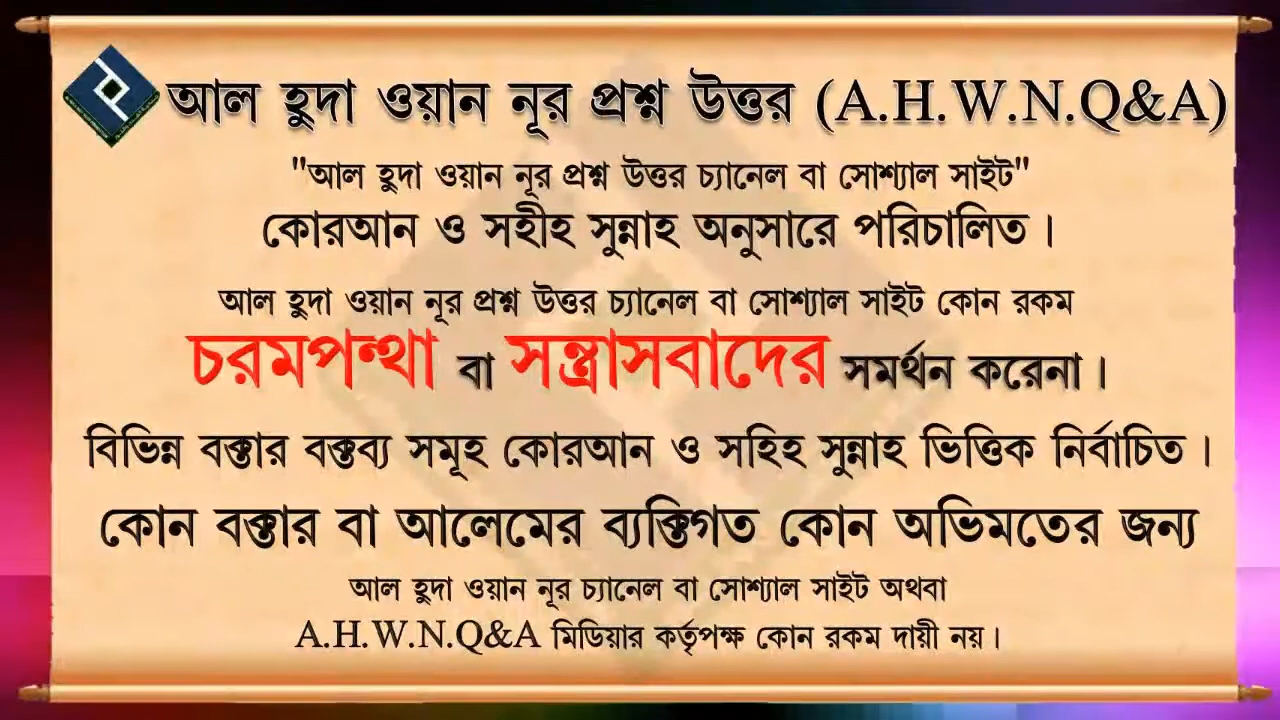 আল হুদা ওয়ান নূর প্রশ্ন উত্তর (A.H.W.N.Q&A)
"আল হুদা ওয়ান নূর প্রশ্ন উত্তর চ্যানেল বা সোশ্যাল সাইট"
কোরআন ও সহীহ সুন্নাহ অনুসারে পরিচালিত।
আল হুদা ওয়ান নূর প্রশ্ন উত্তর চ্যানেল বা সোশ্যাল সাইট কোন রকম
চরমপন্থা বা সন্ত্রাসবাদের সমর্থন করেনা।
বিভিন্ন বক্তার বক্তব্য সমূহ কোরআন ও সহিহ সুন্নাহ ভিত্তিক নির্বাচিত।
কোন বক্তার বা আলেমের ব্যক্তিগত কোন অভিমতের জন্য
আল হুদা ওয়ান নূর চ্যানেল বা সোশ্যাল সাইট অথবা
A.H.W.N.Q&A মিডিয়ার কর্তৃপক্ষ কোন রকম দায়ী নয়।